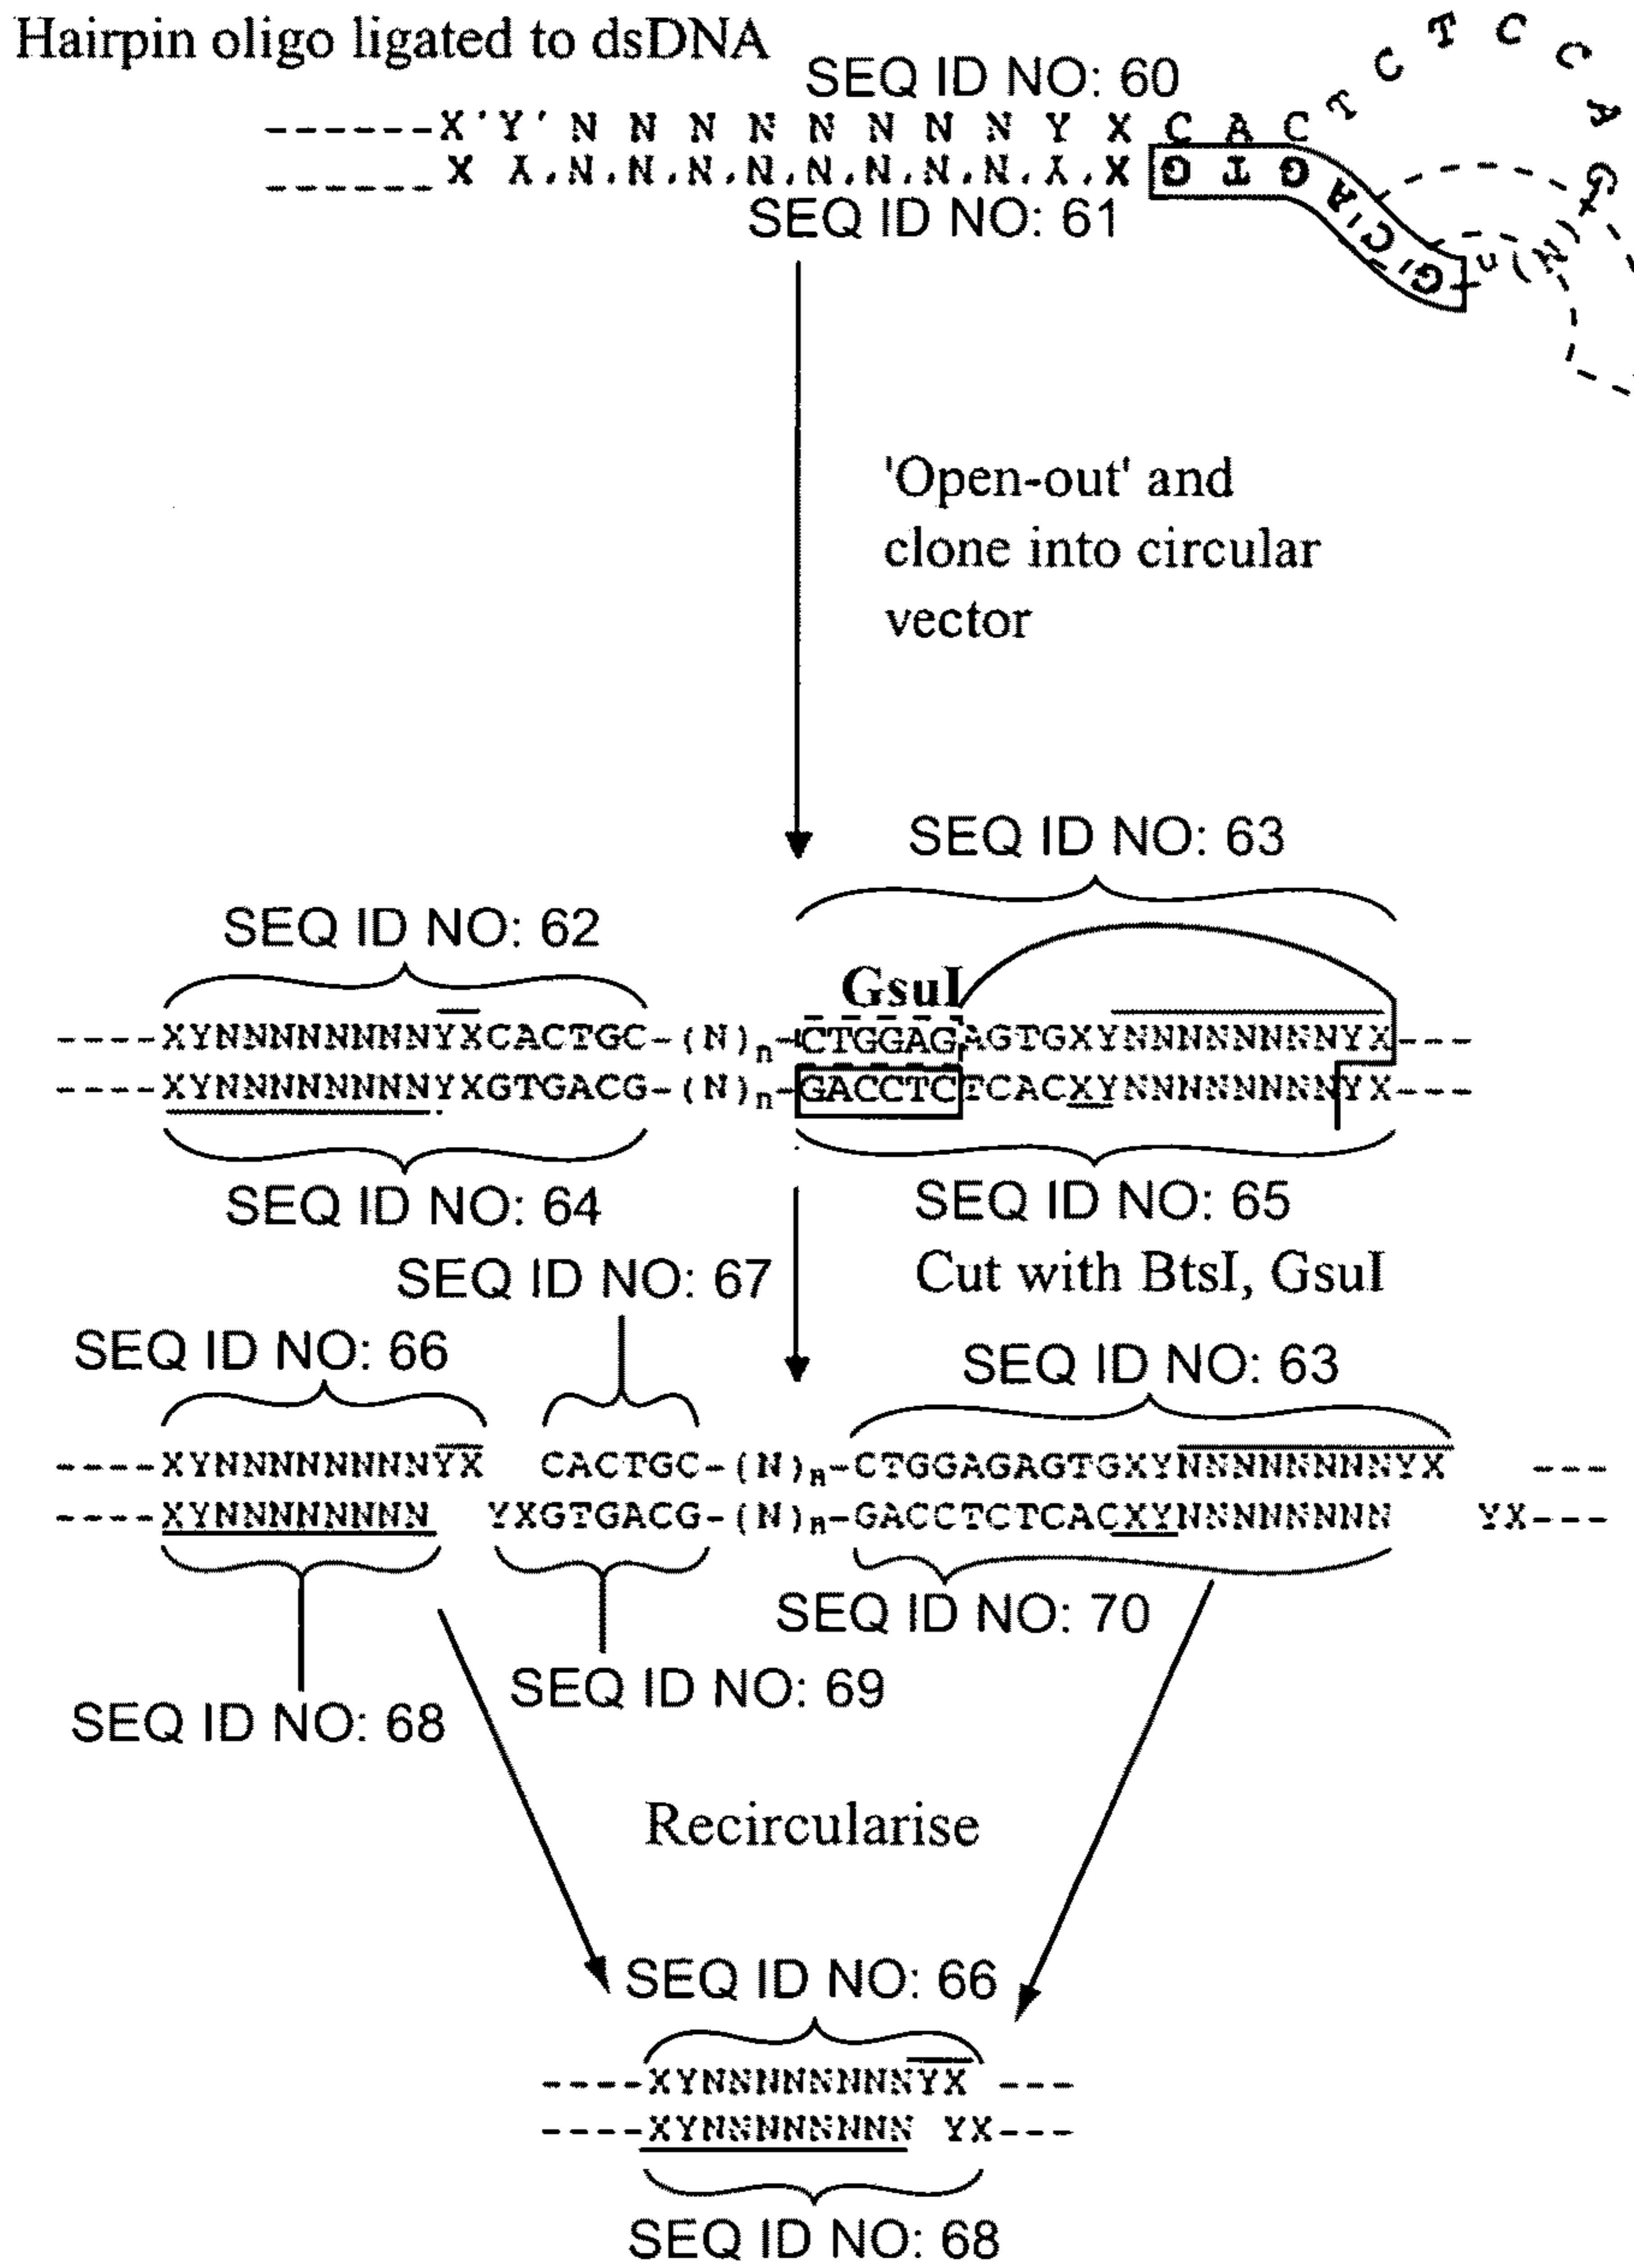 Hairpin oligo ligated to dsDNA
SEQ ID NO: 60
------X'Y' N N N N N N N N Y X C A C T C T C C A G
------ X Y'N'N'N'N'N'N'N'N'Y'X G T G A C G (N)n
SEQ ID NO: 61
'Open-out' and
clone into circular
vector
SEQ ID NO: 63
SEQ ID NO: 62
GsuI
----XYNNNNNNNNYXCACTGC-(N)n-CTGGAGAGTGXYNNNNNNNNYX---
----XYNNNNNNNNYXGTGACG-(N)n-GACCTCTCACXYNNNNNNNNYX---
SEQ ID NO: 64
SEQ ID NO: 65
Cut with BtsI, GsuI
SEQ ID NO: 67
SEQ ID NO: 66
SEQ ID NO: 63
----XYNNNNNNNNYX CACTGC-(N)n-CTGGAGAGTGXYNNNNNNNNYX ---
----XYNNNNNNNN YXGTGACG-(N)n-GACCTCTCACXYNNNNNNNN YX---
SEQ ID NO: 70
SEQ ID NO: 69
SEQ ID NO: 68
Recircularise
SEQ ID NO: 66
----XYNNNNNNNNYX ---
----XYNNNNNNNN YX---
SEQ ID NO: 68